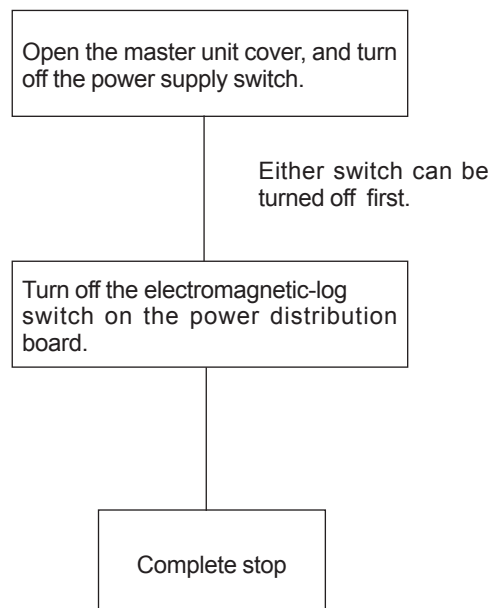 Open the master unit cover, and turn
off the power supply switch.
Either switch can be
turned off first.
Turn off the electromagnetic-log
switch on the power distribution
board.
Complete stop